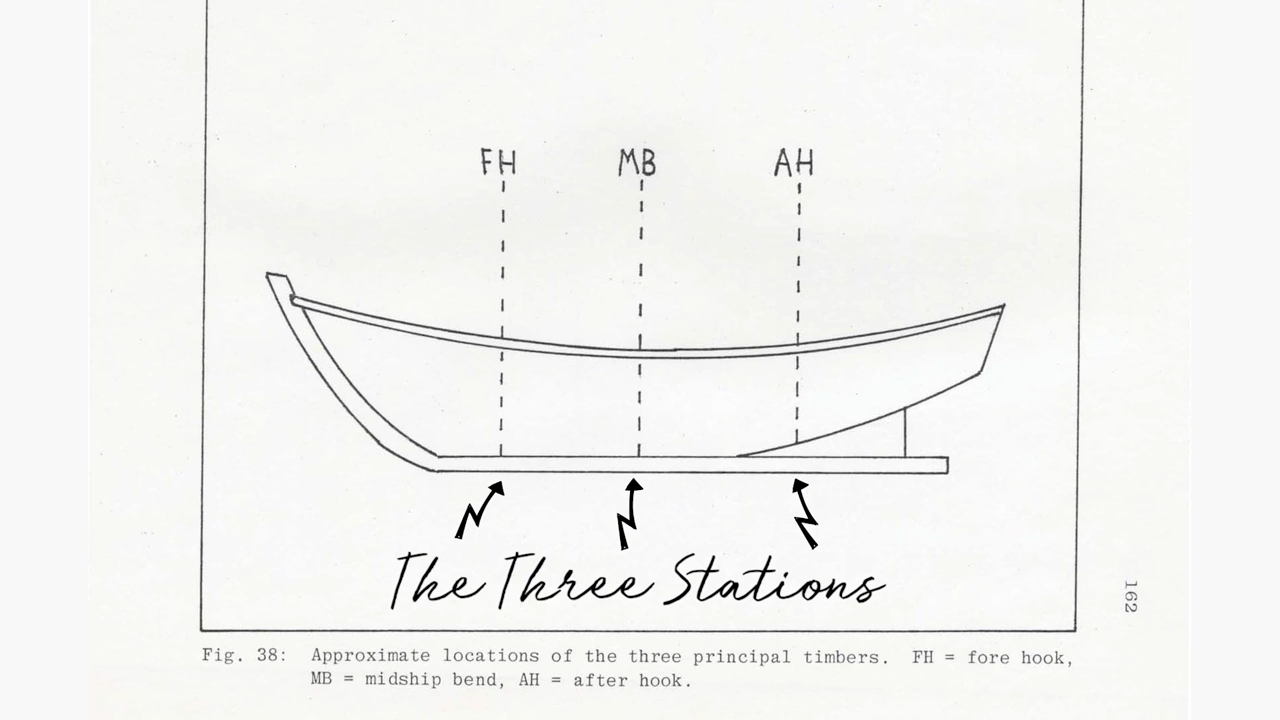 FH MB AH
The Three Stations
162
Fig. 38: Approximate locations of the three principal timbers. FH = fore hook,
MB = midship bend, AH = after hook.